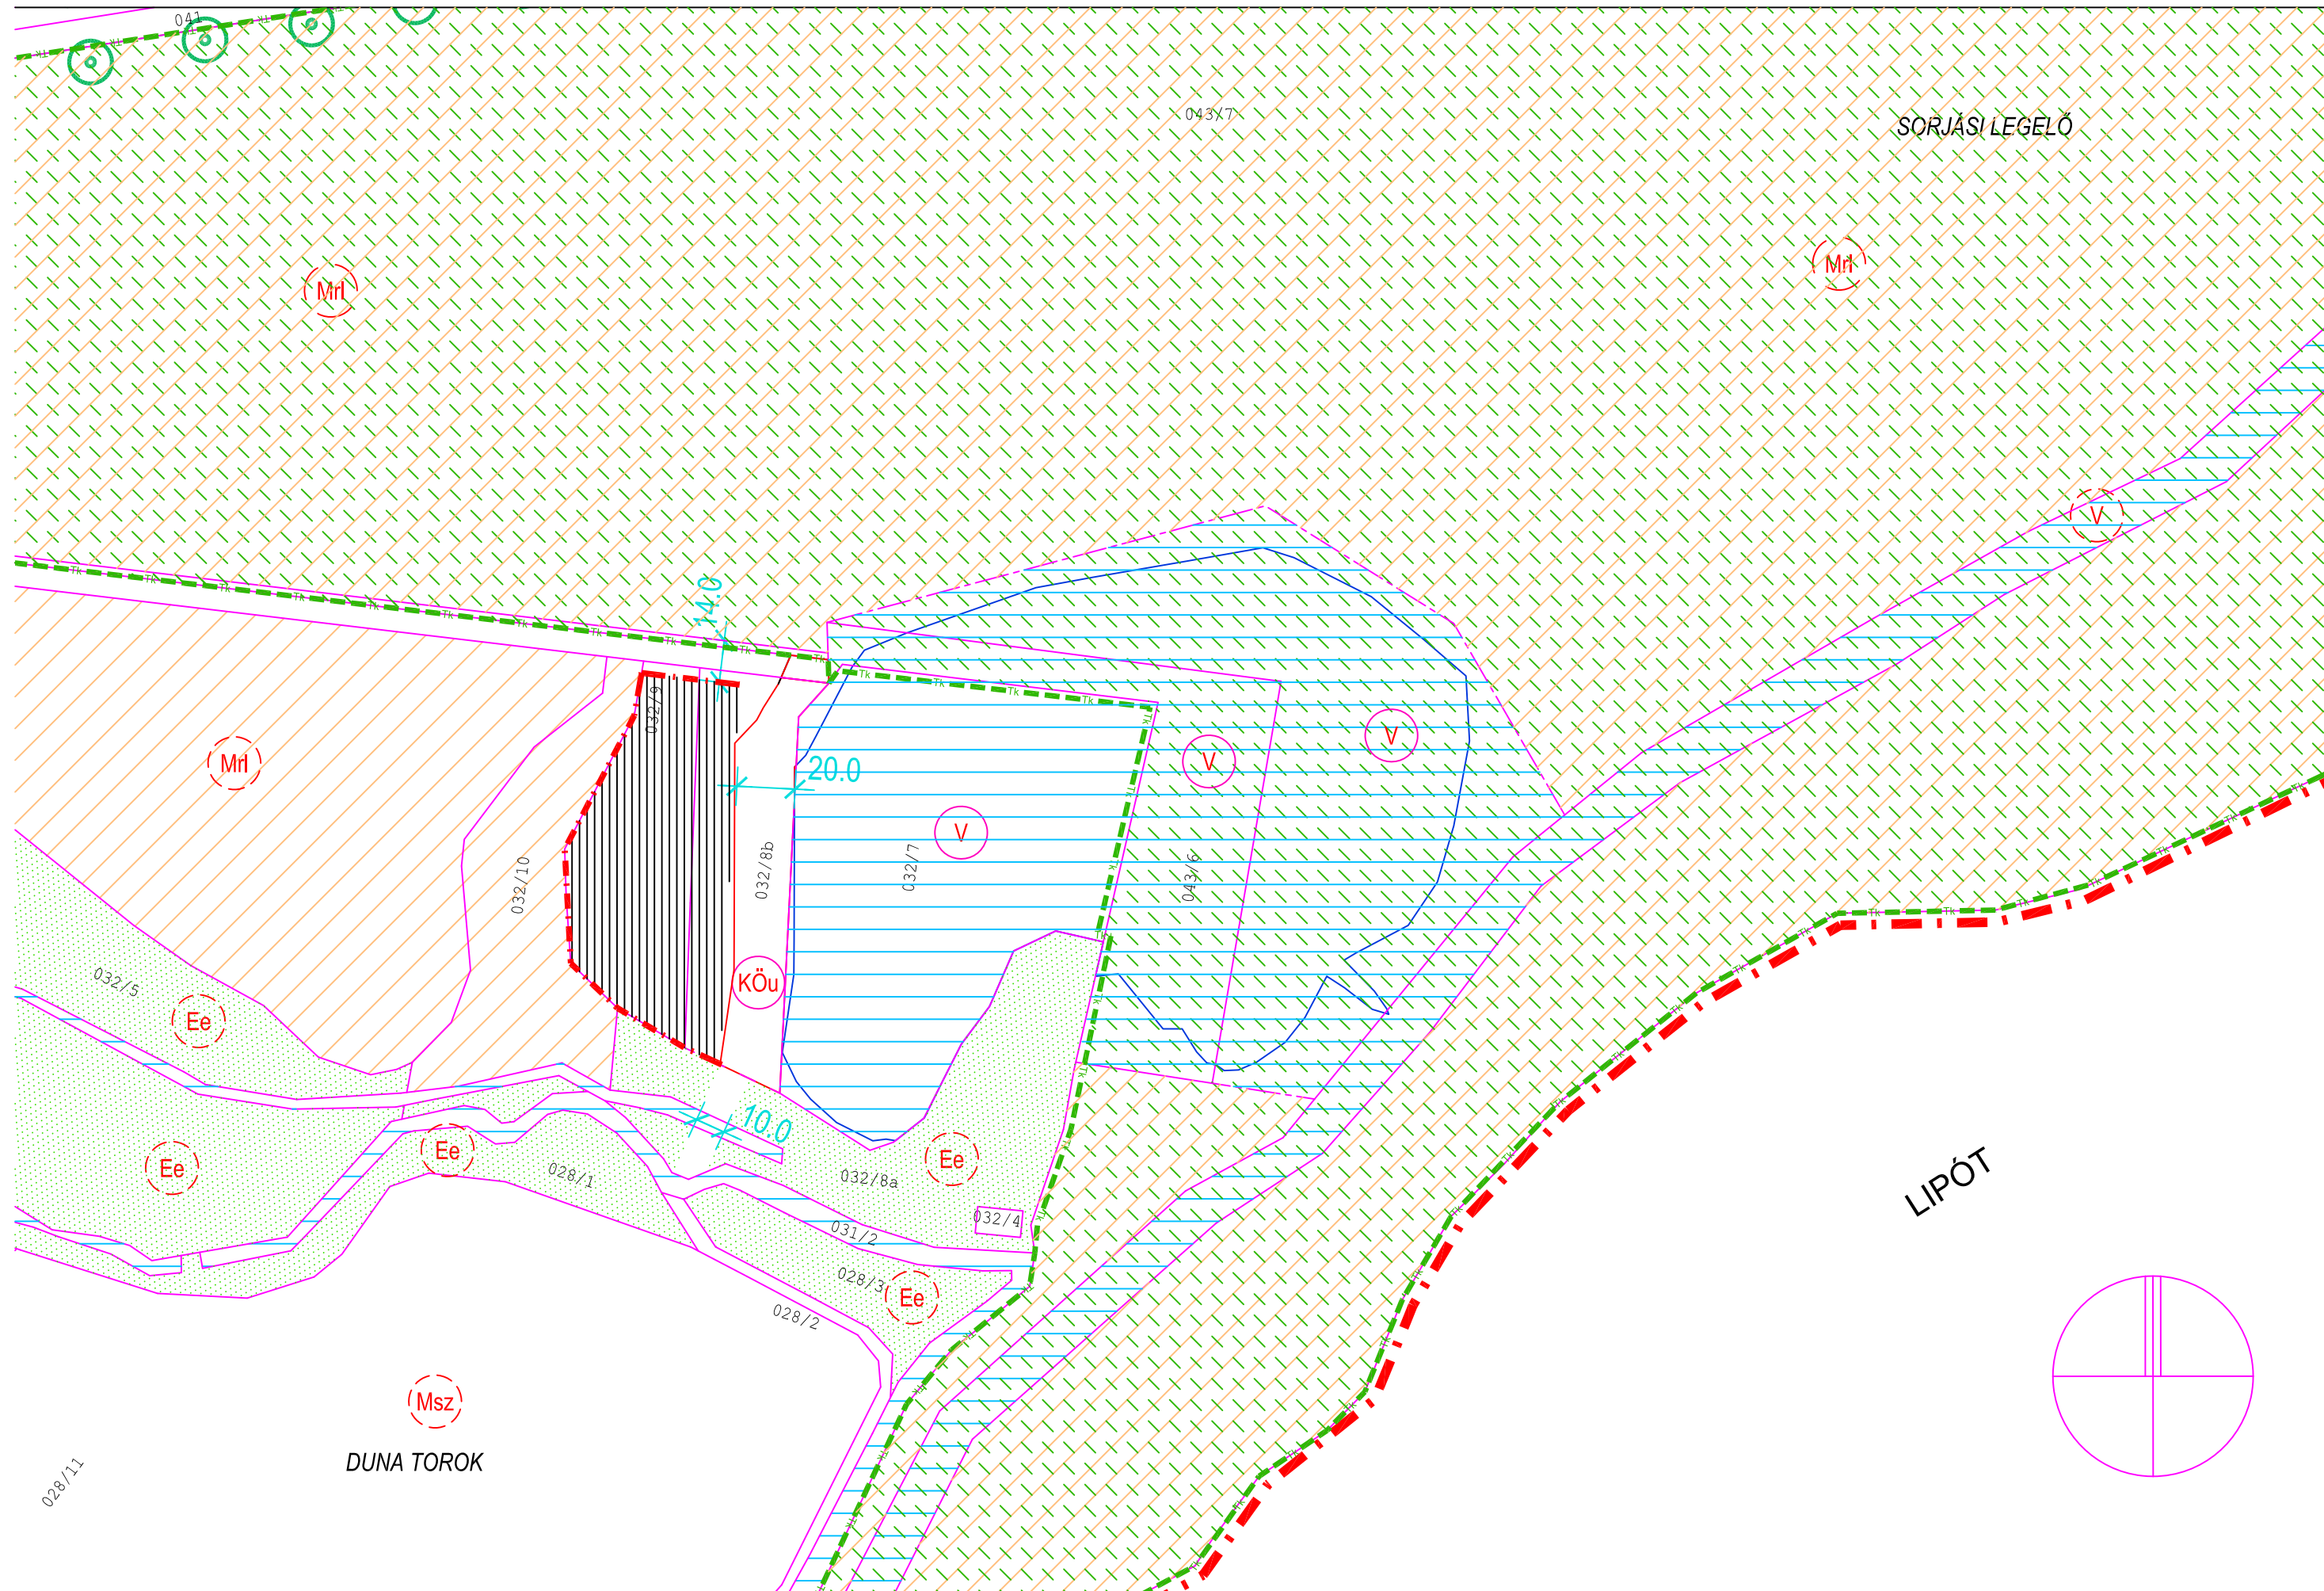 041
043/7
SORJÁSI LEGELŐ
Mrl
Mrl
V
14.0
032/9
20.0
V
V
V
Mrl
032/10
032/8b
032/7
043/6
KÖu
032/5
Ee
Ee
Ee
10.0
Ee
028/1
032/8a
032/4
031/2
028/3
Ee
028/2
LIPÓT
Msz
DUNA TOROK
028/11
Tk